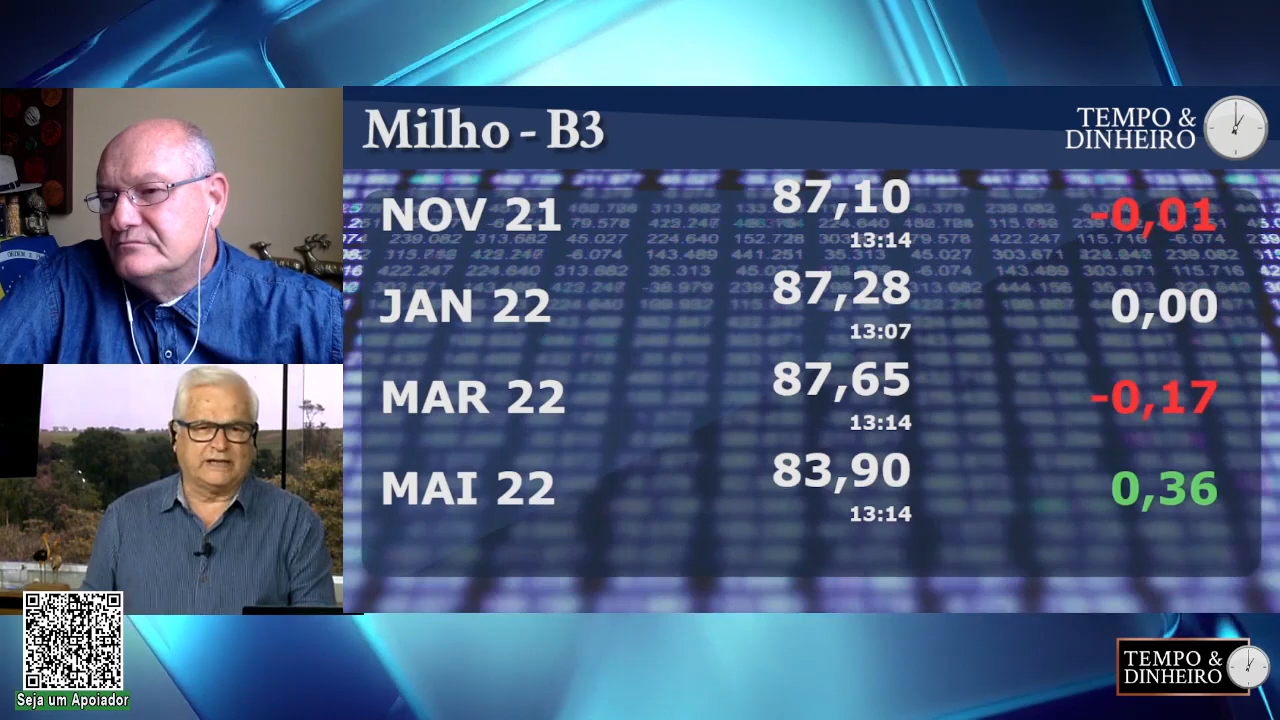 Milho - B3
TEMPO &
DINHEIRO
NOV 21
87,10
13:14
-0,01
JAN 22
87,28
13:07
0,00
MAR 22
87,65
13:14
-0,17
MAI 22
83,90
13:14
0,36
Seja um Apoiador
TEMPO &
DINHEIRO